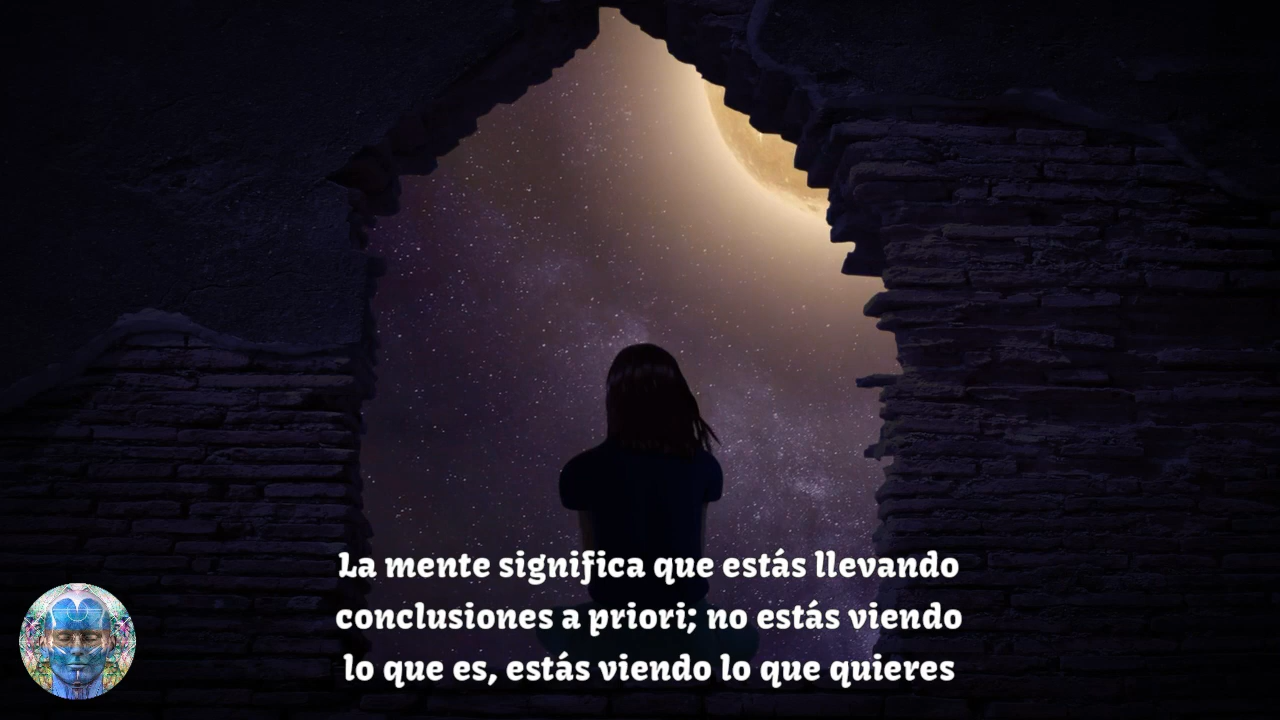 La mente significa que estás llevando
conclusiones a priori; no estás viendo
lo que es, estás viendo lo que quieres